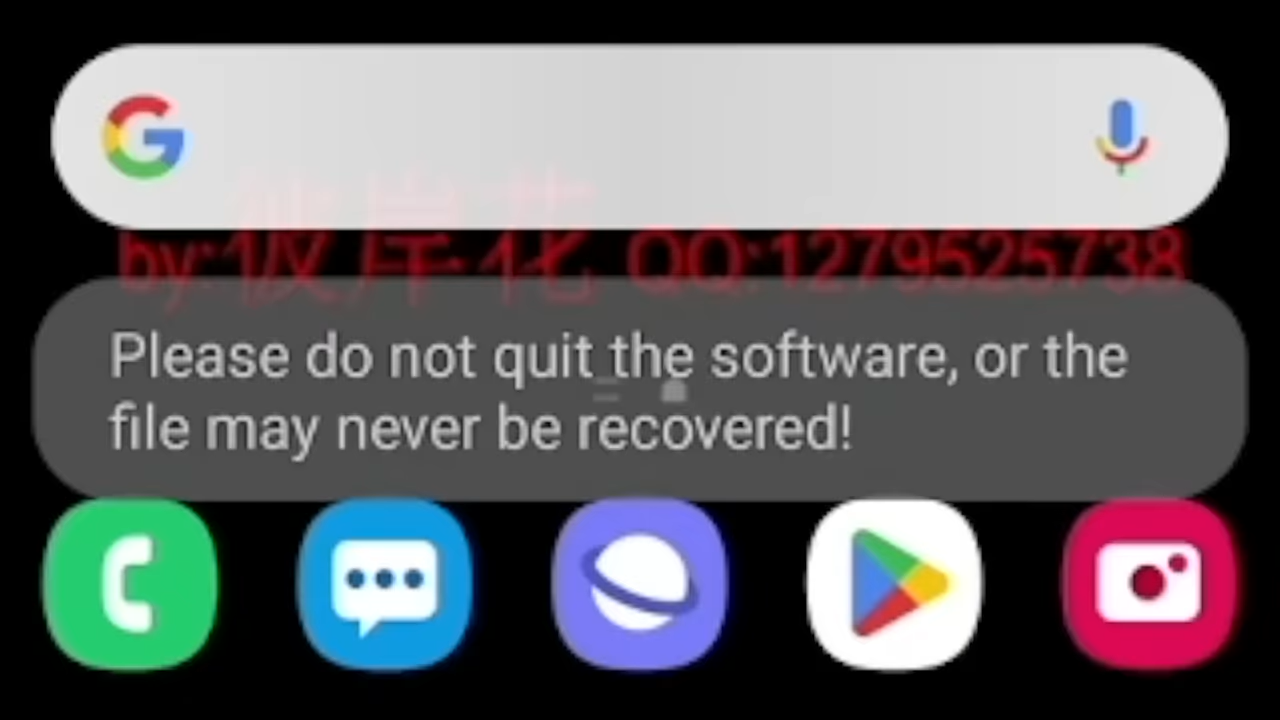 by:彼岸花 QQ:1279525738
Please do not quit the software, or the
file may never be recovered!